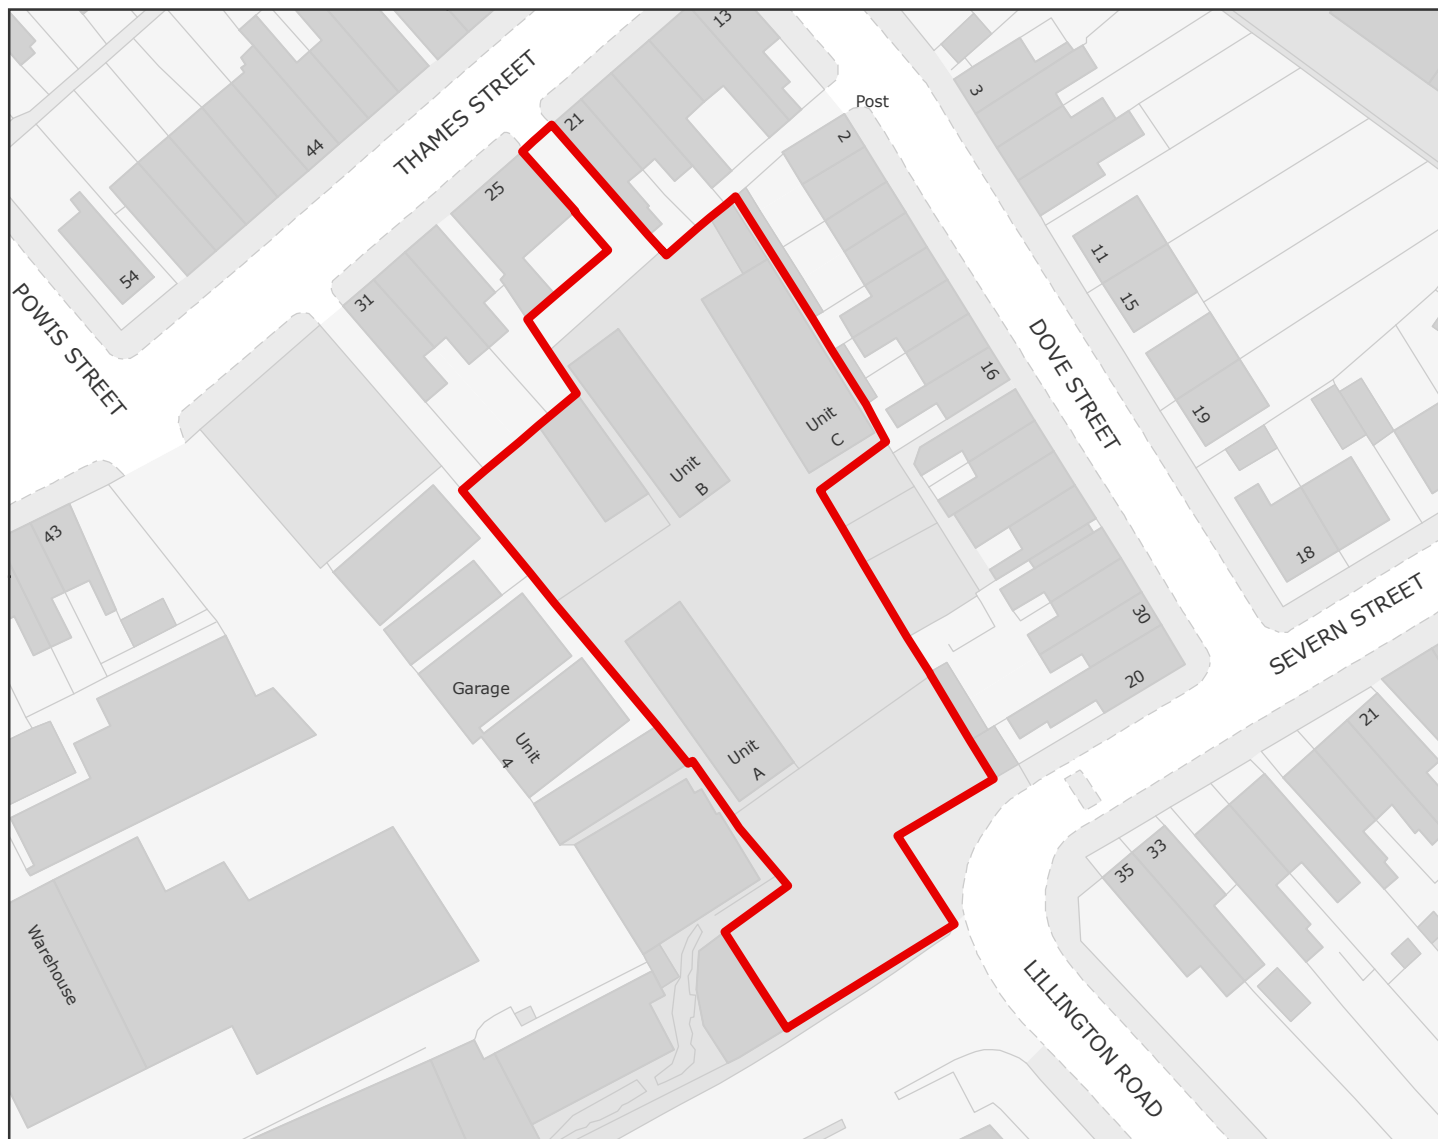 13
THAMES STREET
3
Post
21
2
44
25
11
54
15
POWIS STREET
31
DOVE STREET
16
19
Unit
C
Unit
B
43
18
SEVERN STREET
30
20
Garage
21
Unit
4
Unit
A
33
35
Warehouse
LILLINGTON ROAD